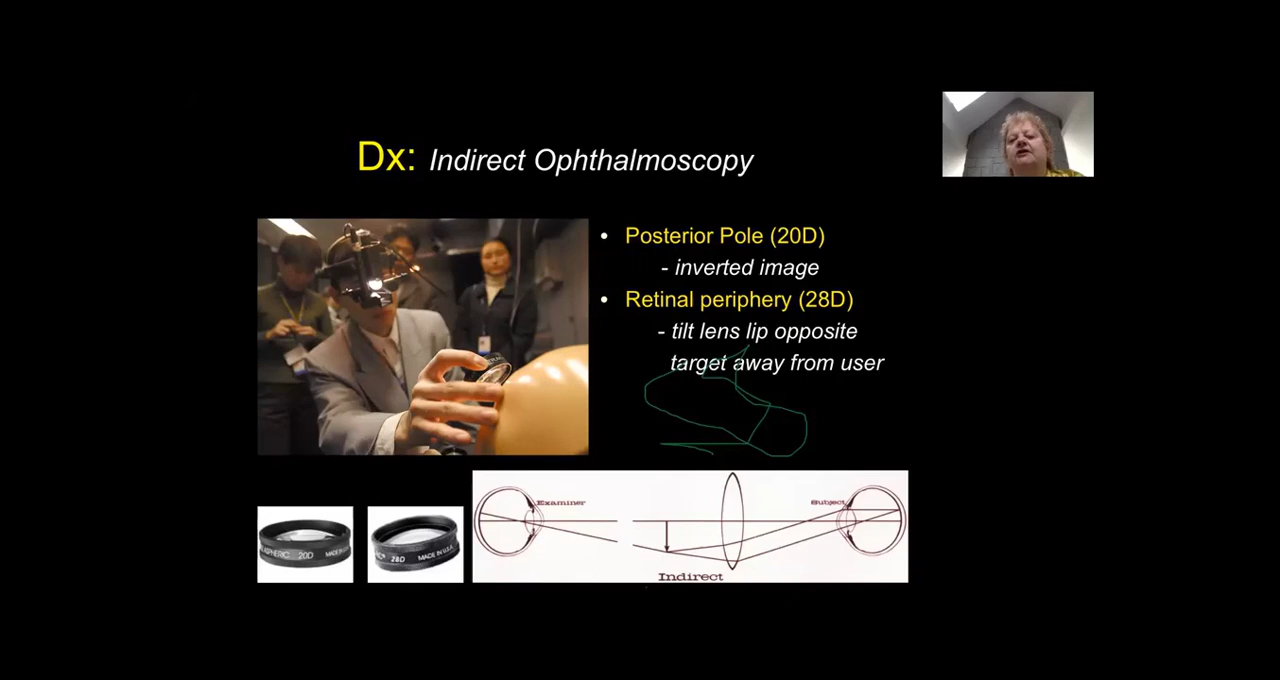 Dx: Indirect Ophthalmoscopy
• Posterior Pole (20D)
- inverted image
• Retinal periphery (28D)
- tilt lens lip opposite
target away from user
ASPHERIC 20D MADE IN U
28D MADE IN U.S.A
Examiner
Subject
Indirect